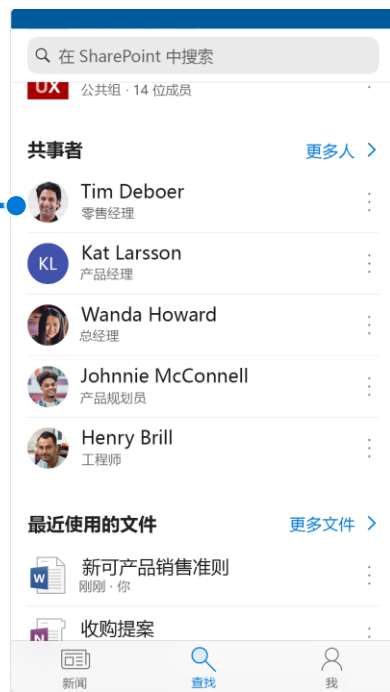 在 SharePoint 中搜索
UX
公共组 · 14 位成员
共事者
更多人
Tim Deboer
零售经理
KL
Kat Larsson
产品经理
Wanda Howard
总经理
Johnnie McConnell
产品规划员
Henry Brill
工程师
最近使用的文件
更多文件
W
新可产品销售准则
刚刚 · 你
N
收购提案
新闻
查找
我